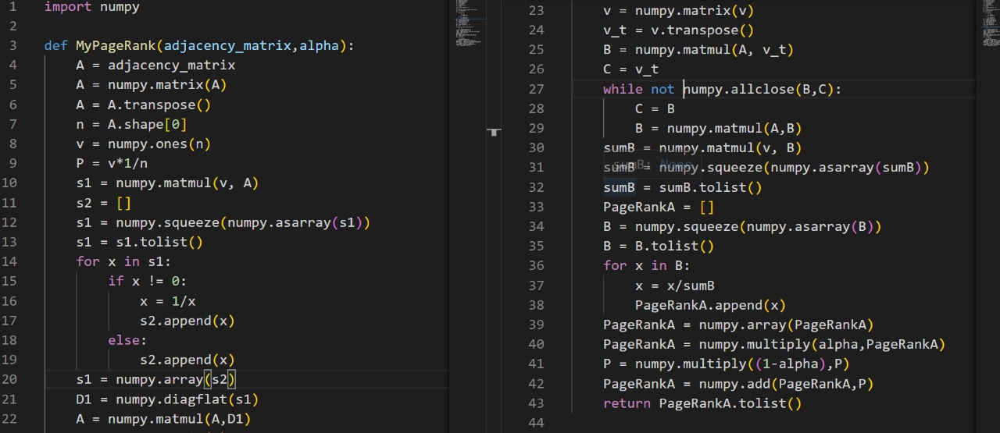 1 import numpy
2
3 def MyPageRank(adjacency_matrix,alpha):
4 A = adjacency_matrix
5 A = numpy.matrix(A)
6 A = A.transpose()
7 n = A.shape[0]
8 v = numpy.ones(n)
9 P = v*1/n
10 s1 = numpy.matmul(v, A)
11 s2 = []
12 s1 = numpy.squeeze(numpy.asarray(s1))
13 s1 = s1.tolist()
14 for x in s1:
15 if x != 0:
16 x = 1/x
17 s2.append(x)
18 else:
19 s2.append(x)
20 s1 = numpy.array(s2)
21 D1 = numpy.diagflat(s1)
22 A = numpy.matmul(A,D1)
23 v = numpy.matrix(v)
24 v_t = v.transpose()
25 B = numpy.matmul(A, v_t)
26 C = v_t
27 while not numpy.allclose(B,C):
28 C = B
29 B = numpy.matmul(A,B)
30 sumB = numpy.matmul(v, B)
sumB: None
31 sumB = numpy.squeeze(numpy.asarray(sumB))
32 sumB = sumB.tolist()
33 PageRankA = []
34 B = numpy.squeeze(numpy.asarray(B))
35 B = B.tolist()
36 for x in B:
37 x = x/sumB
38 PageRankA.append(x)
39 PageRankA = numpy.array(PageRankA)
40 PageRankA = numpy.multiply(alpha,PageRankA)
41 P = numpy.multiply((1-alpha),P)
42 PageRankA = numpy.add(PageRankA,P)
43 return PageRankA.tolist()
44